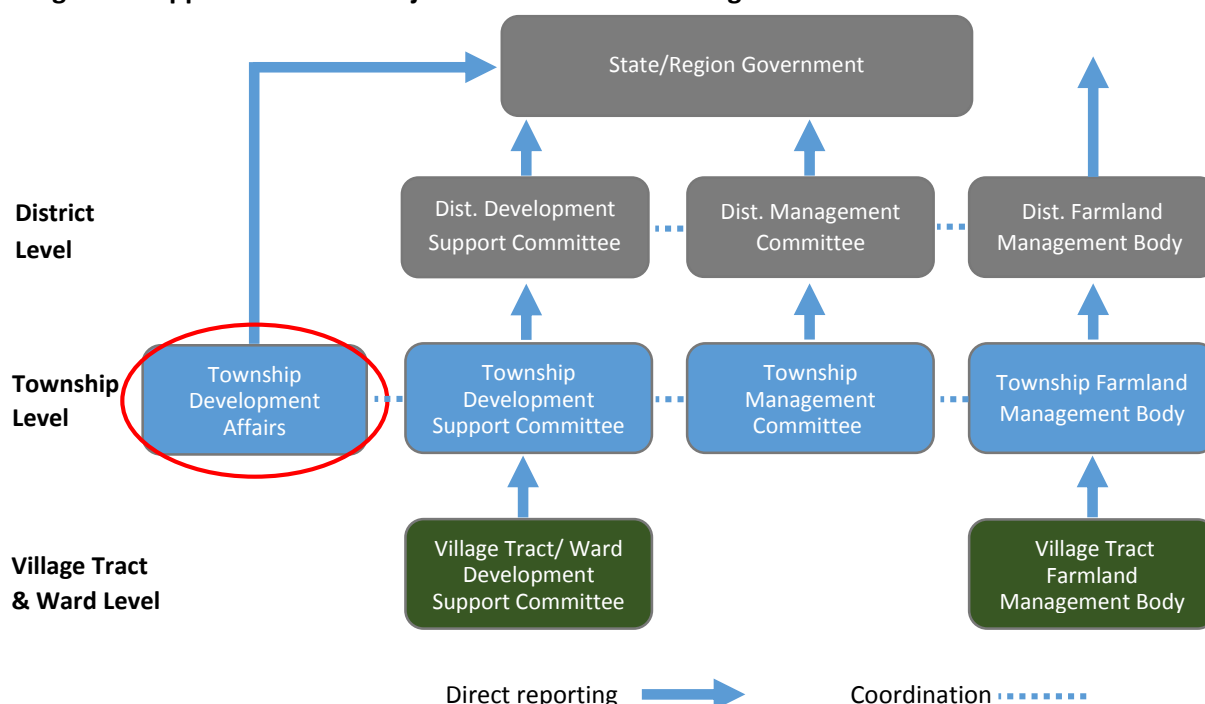 State/Region Government
District
Level
Dist. Development
Support Committee
Dist. Management
Committee
Dist. Farmland
Management Body
Township
Level
Township
Development
Affairs
Township
Development
Support Committee
Township
Management
Committee
Township Farmland
Management Body
Village Tract
& Ward Level
Village Tract/ Ward
Development
Support Committee
Village Tract
Farmland
Management Body
Direct reporting
Coordination